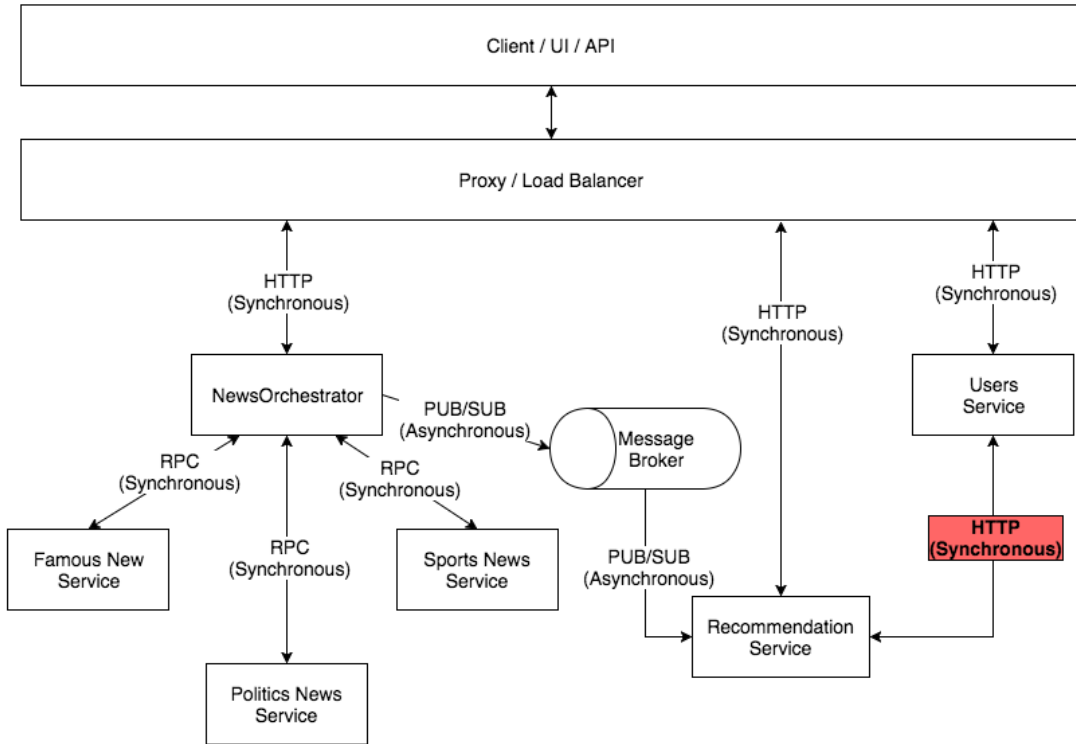 Client / UI / API
Proxy / Load Balancer
HTTP
(Synchronous)
HTTP
(Synchronous)
HTTP
(Synchronous)
NewsOrchestrator
PUB/SUB
(Asynchronous)
Message
Broker
Users
Service
RPC
(Synchronous)
RPC
(Synchronous)
RPC
(Synchronous)
HTTP
(Synchronous)
Famous New
Service
Sports News
Service
PUB/SUB
(Asynchronous)
Recommendation
Service
Politics News
Service